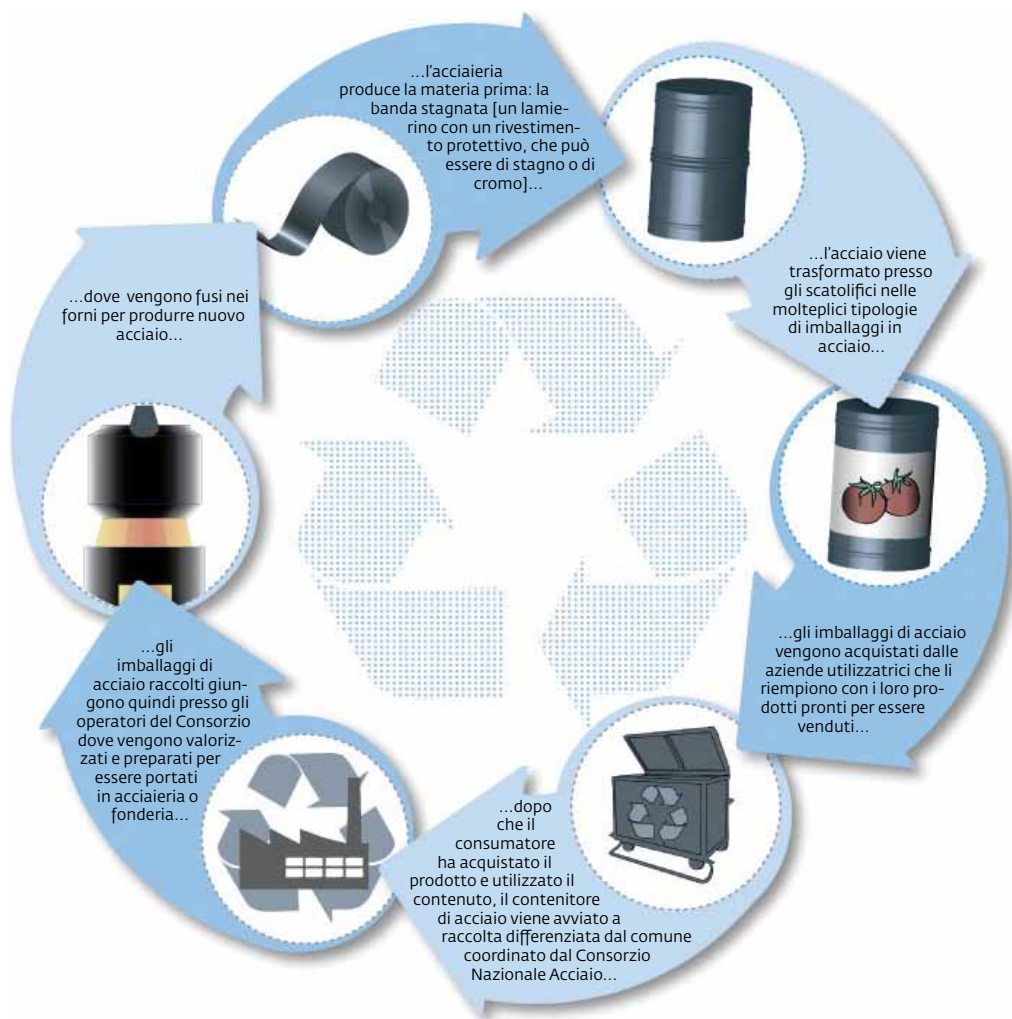 …l'acciaieria
produce la materia prima: la
banda stagnata [un lamie-
rino con un rivestimen-
to protettivo, che può
essere di stagno o di
cromo]…
…l'acciaio viene
trasformato presso
gli scatolifici nelle
molteplici tipologie
di imballaggi in
acciaio…
…gli imballaggi di acciaio
vengono acquistati dalle
aziende utilizzatrici che li
riempiono con i loro pro-
dotti pronti per essere
venduti…
…dopo
che il
consumatore
ha acquistato il
prodotto e utilizzato il
contenuto, il contenitore
di acciaio viene avviato a
raccolta differenziata dal comune
coordinato dal Consorzio
Nazionale Acciaio…
…gli
imballaggi di
acciaio raccolti giun-
gono quindi presso gli
operatori del Consorzio
dove vengono valoriz-
zati e preparati per
essere portati
in acciaieria o
fonderia…
…dove vengono fusi nei
forni per produrre nuovo
acciaio…